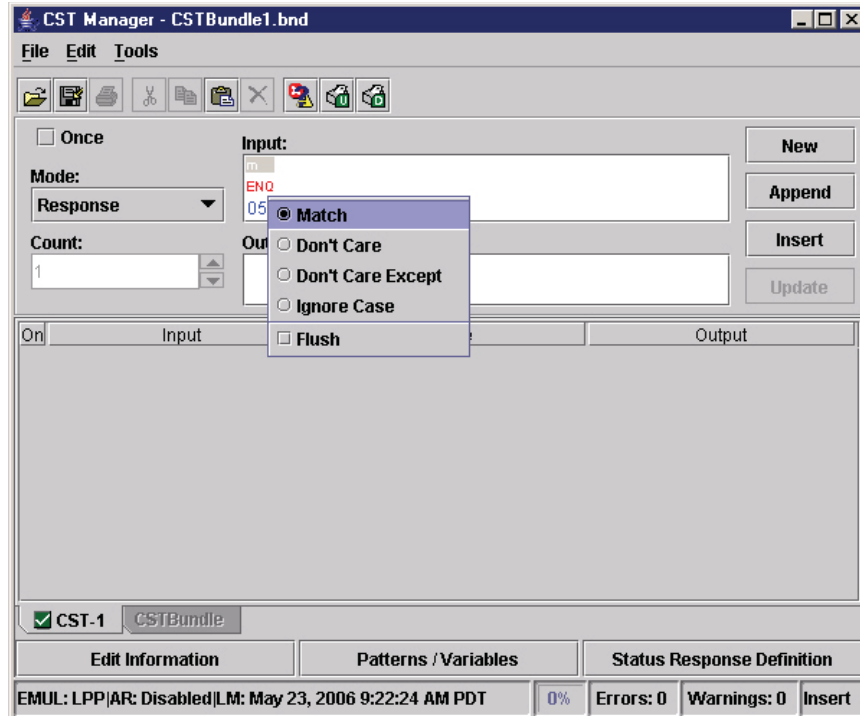 CST Manager - CSTBundle1.bnd
File Edit Tools
Once
Input:
New
m
Mode:
ENQ
Append
Response
05
Match
Count:
Out
Don't Care
Insert
1
Don't Care Except
Update
Ignore Case
On Input Output
Flush
CST-1 CSTBundle
Edit Information Patterns / Variables Status Response Definition
EMUL: LPP|AR: Disabled|LM: May 23, 2006 9:22:24 AM PDT 0% Errors: 0 Warnings: 0 Insert